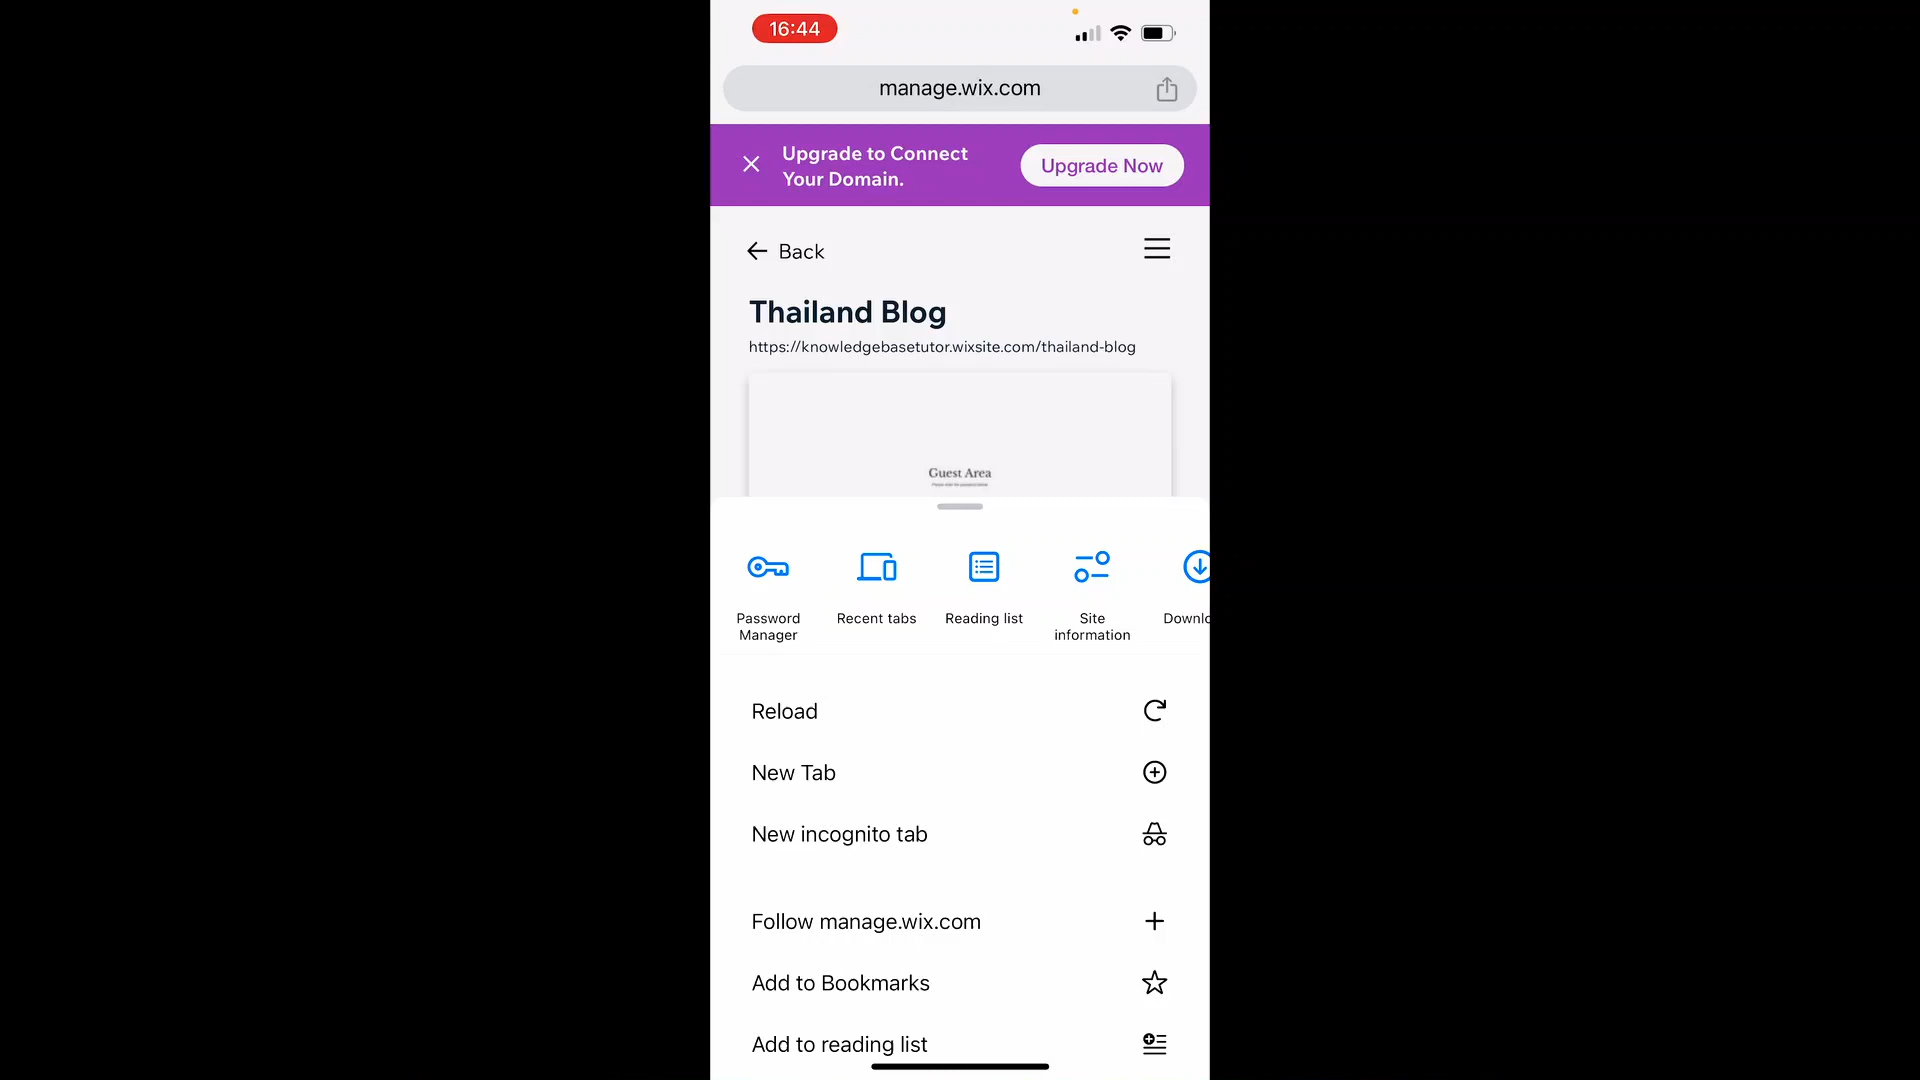 16:44
manage.wix.com
Upgrade to Connect
Your Domain.
Upgrade Now
Back
Thailand Blog
https://knowledgebasetutor.wixsite.com/thailand-blog
Guest Area
Password
Manager
Recent tabs
Reading list
Site
information
Downlo
Reload
New Tab
New incognito tab
Follow manage.wix.com
Add to Bookmarks
Add to reading list